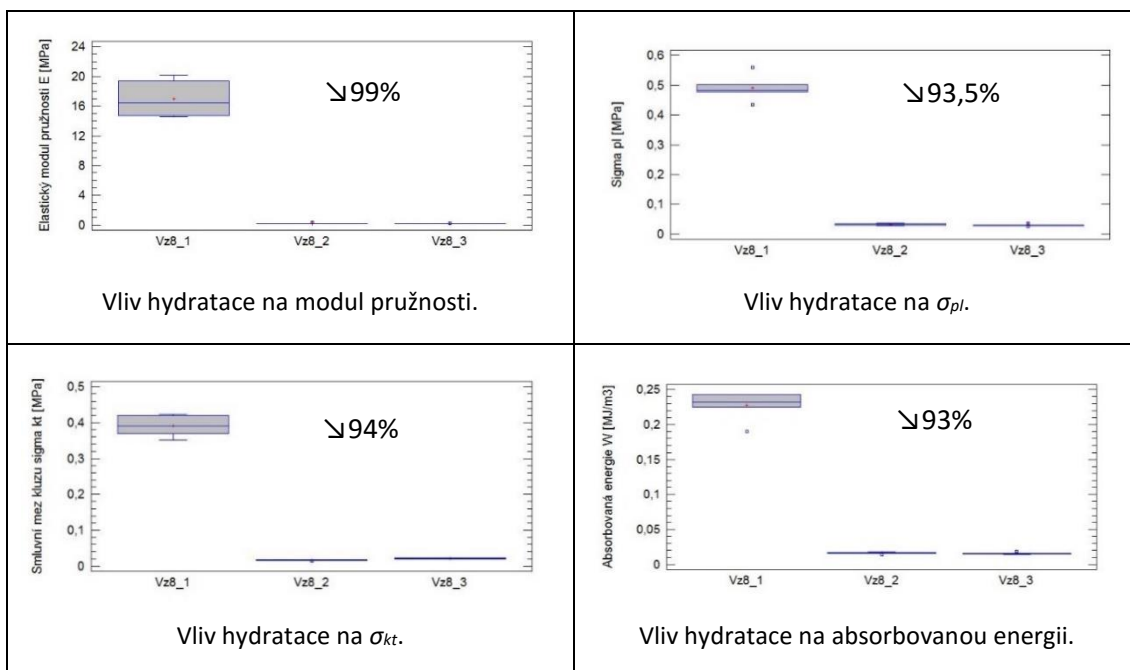 Elastický modul pružnosti E [MPa]
24
20
16
12
8
4
0
↘99%
Vz8_1 Vz8_2 Vz8_3
Vliv hydratace na modul pružnosti.
Sigma pl [MPa]
0,6
0,5
0,4
0,3
0,2
0,1
0
↘93,5%
Vz8_1 Vz8_2 Vz8_3
Vliv hydratace na σpl.
Smluvní mez kluzu sigma kt [MPa]
0,5
0,4
0,3
0,2
0,1
0
↘94%
Vz8_1 Vz8_2 Vz8_3
Vliv hydratace na σkt.
Absorbovaná energie W [MJ/m3]
0,25
0,2
0,15
0,1
0,05
0
↘93%
Vz8_1 Vz8_2 Vz8_3
Vliv hydratace na absorbovanou energii.